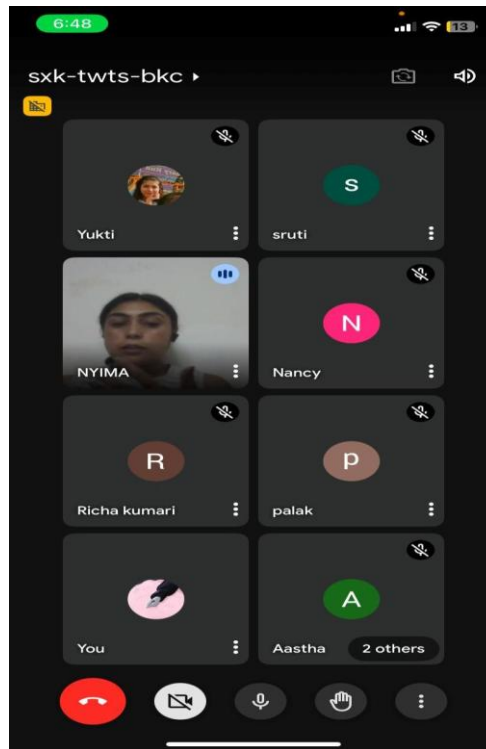 6:48
13
sxk-twts-bkc
Yukti
s
sruti
NYIMA
N
Nancy
R
Richa kumari
p
palak
You
A
Aastha
2 others